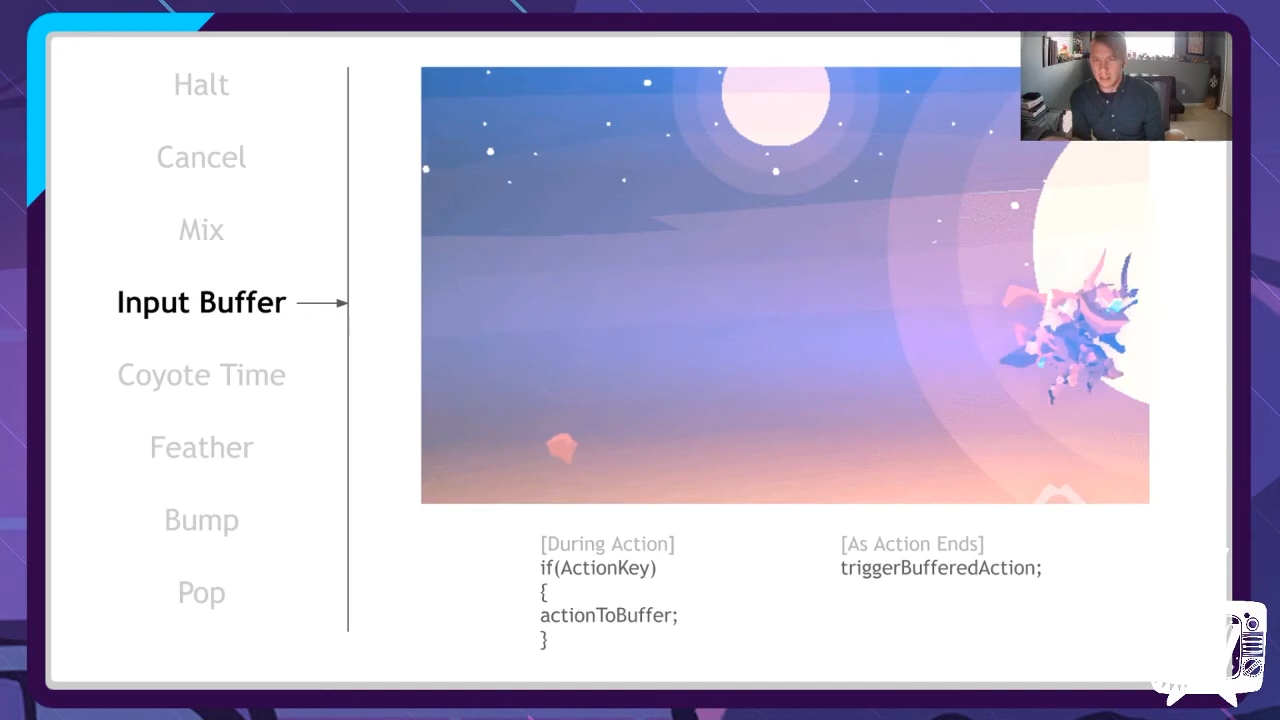 Halt
Cancel
Mix
Input Buffer
Coyote Time
Feather
Bump
Pop
[During Action]
if(ActionKey)
{
actionToBuffer;
}
[As Action Ends]
triggerBufferedAction;